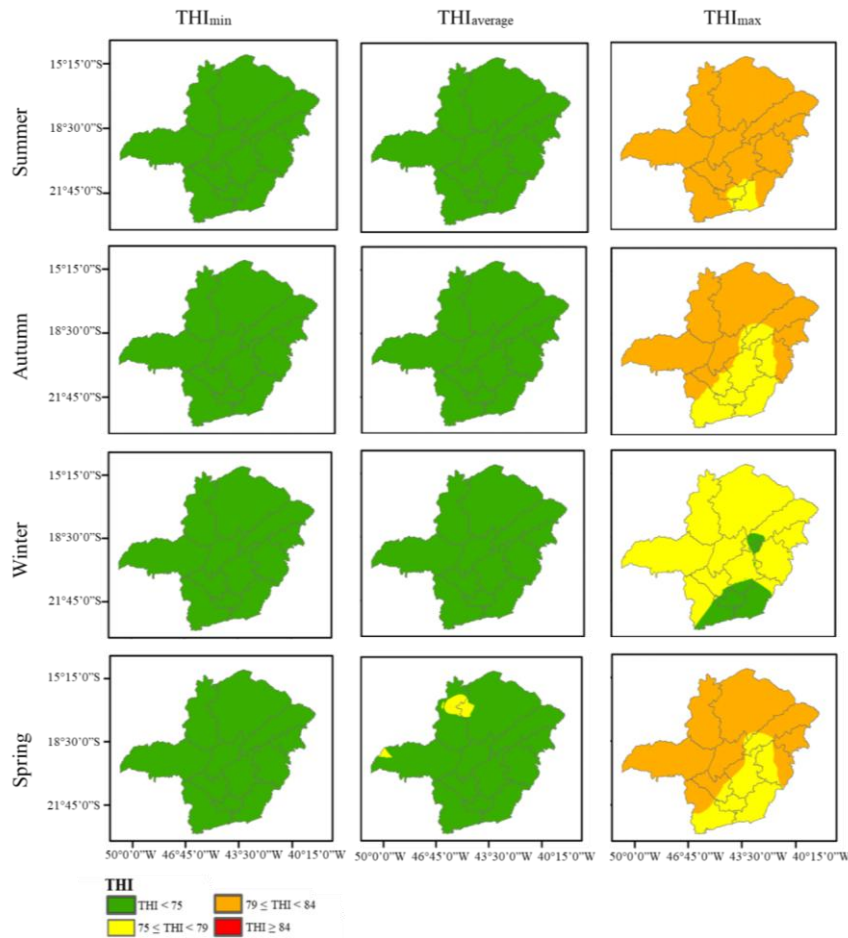 THImin THIaverage THImax
Summer
15°15'0"S
18°30'0"S
21°45'0"S
Autumn
15°15'0"S
18°30'0"S
21°45'0"S
Winter
15°15'0"S
18°30'0"S
21°45'0"S
Spring
15°15'0"S
18°30'0"S
21°45'0"S
50°0'0"W 46°45'0"W 43°30'0"W 40°15'0"W 50°0'0"W 46°45'0"W 43°30'0"W 40°15'0"W 50°0'0"W 46°45'0"W 43°30'0"W 40°15'0"W
THI
THI < 75 79 ≤ THI < 84
75 ≤ THI < 79 THI ≥ 84